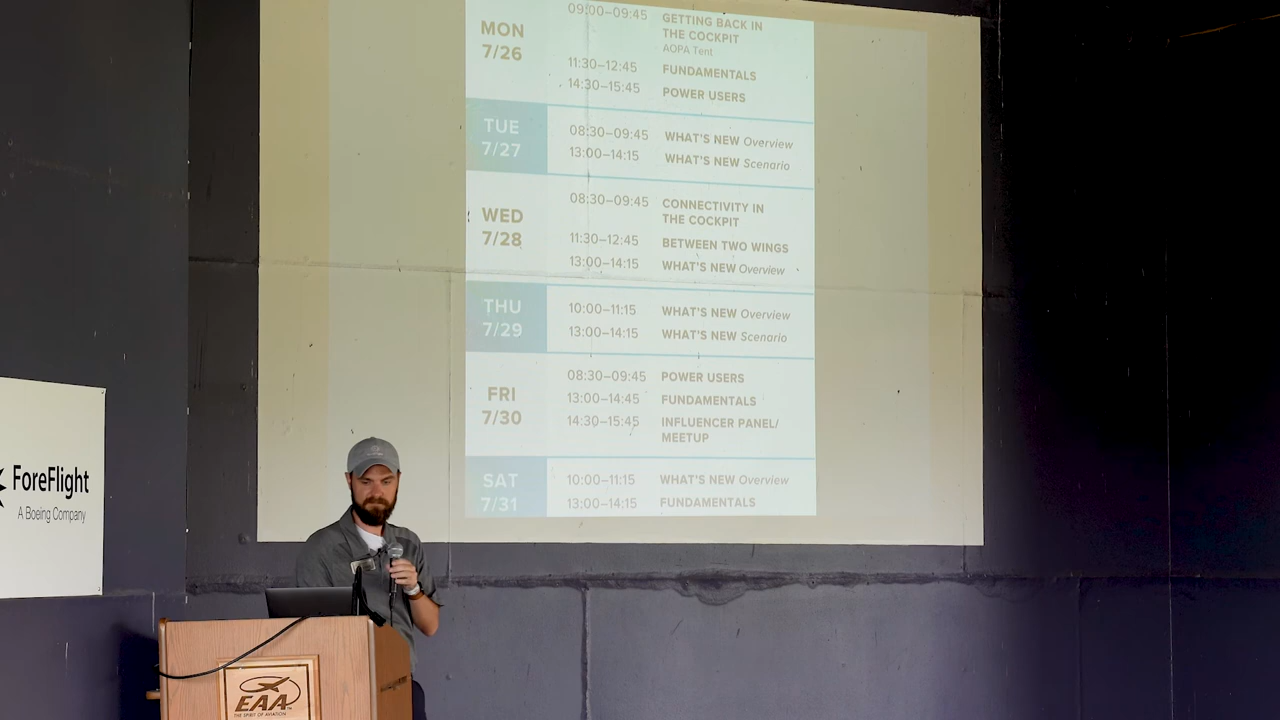 MON
7/26
09:00–09:45 GETTING BACK IN
THE COCKPIT
AOPA Tent
11:30–12:45 FUNDAMENTALS
14:30–15:45 POWER USERS
TUE
7/27
08:30–09:45 WHAT'S NEW Overview
13:00–14:15 WHAT'S NEW Scenario
WED
7/28
08:30–09:45 CONNECTIVITY IN
THE COCKPIT
11:30–12:45 BETWEEN TWO WINGS
13:00–14:15 WHAT'S NEW Overview
THU
7/29
10:00–11:15 WHAT'S NEW Overview
13:00–14:15 WHAT'S NEW Scenario
FRI
7/30
08:30–09:45 POWER USERS
13:00–14:45 FUNDAMENTALS
14:30–15:45 INFLUENCER PANEL/
MEETUP
SAT
7/31
10:00–11:15 WHAT'S NEW Overview
13:00–14:15 FUNDAMENTALS
ForeFlight
A Boeing Company
EAA
THE SPIRIT OF AVIATION